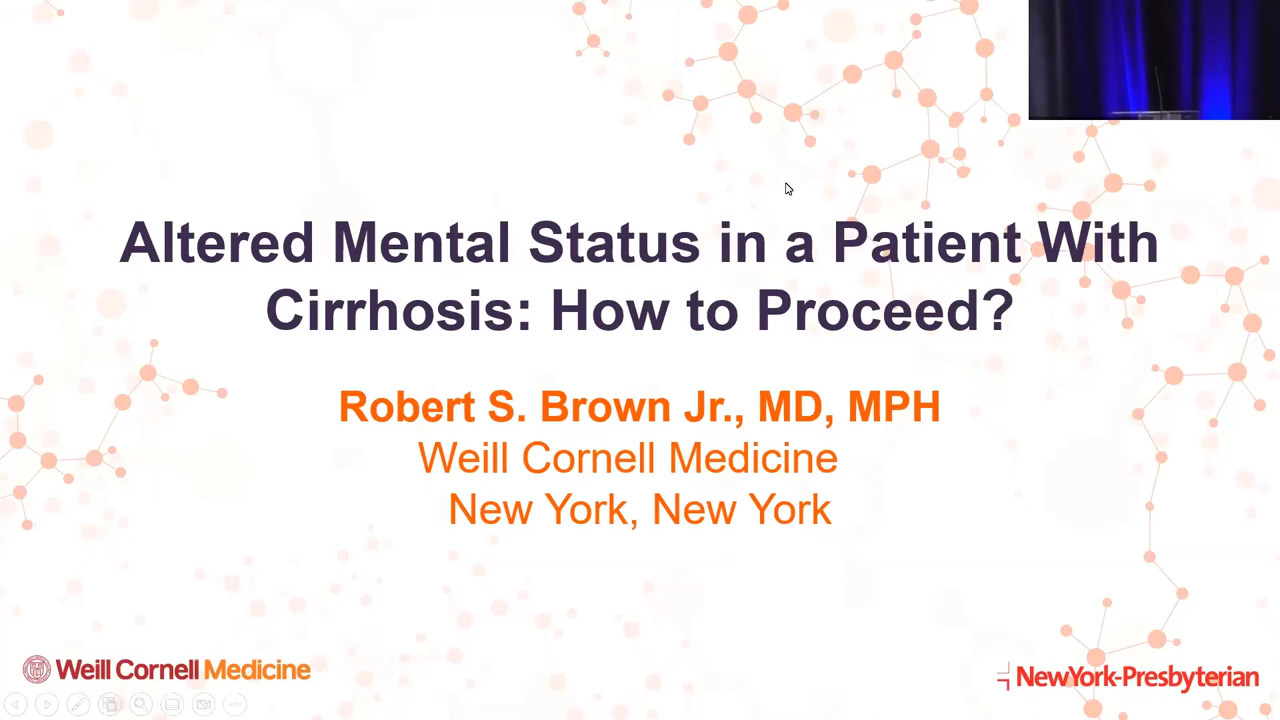 Altered Mental Status in a Patient With
Cirrhosis: How to Proceed?
Robert S. Brown Jr., MD, MPH
Weill Cornell Medicine
New York, New York
Weill Cornell Medicine
NewYork-Presbyterian